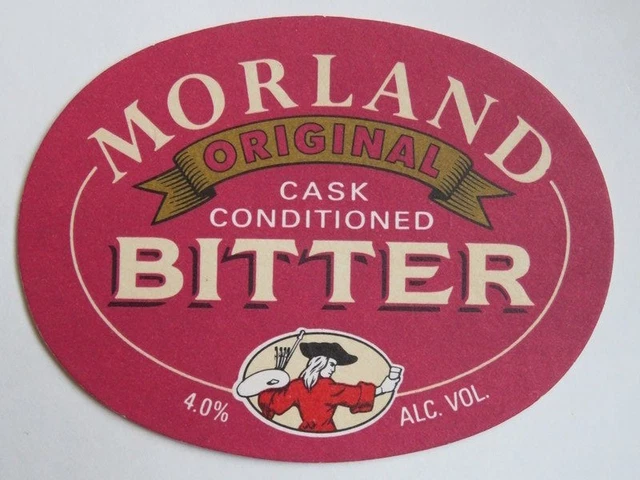 MORLAND
ORIGINAL
CASK
CONDITIONED
BITTER
4.0% ALC. VOL.